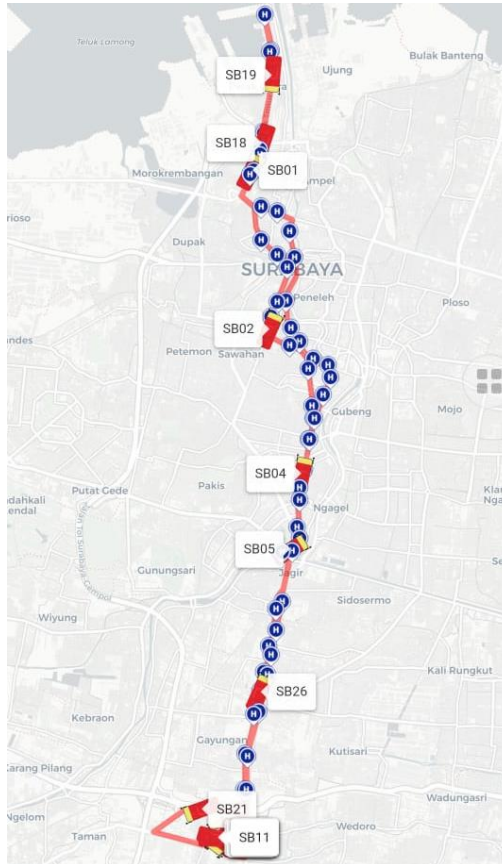 Teluk Lamong
Ujung
Bulak Banteng
SB19
SB18
SB01
Morokrembangan
Dupak
SURABAYA
Peneleh
Ploso
SB02
Petemon
Sawahan
Gubeng
Mojo
SB04
Pakis
Putat Gede
Ngagel
SB05
Jagir
Gunungsari
Sidosermo
Wiyung
Kali Rungkut
SB26
Kebraon
Gayungan
Kutisari
Karang Pilang
SB21
Wadungasri
Ngelom
Taman
SB11
Wedoro